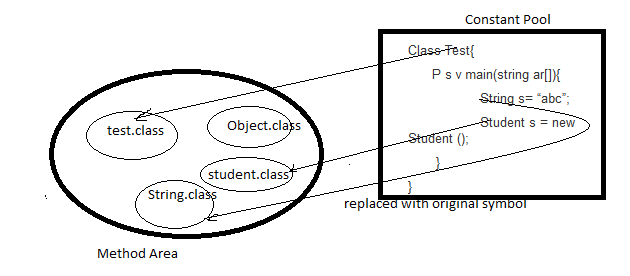 Constant Pool
Class Test{
P s v main(string ar[]){
String s= “abc”;
Student s = new
Student ();
}
}
test.class
Object.class
student.class
String.class
replaced with original symbol
Method Area